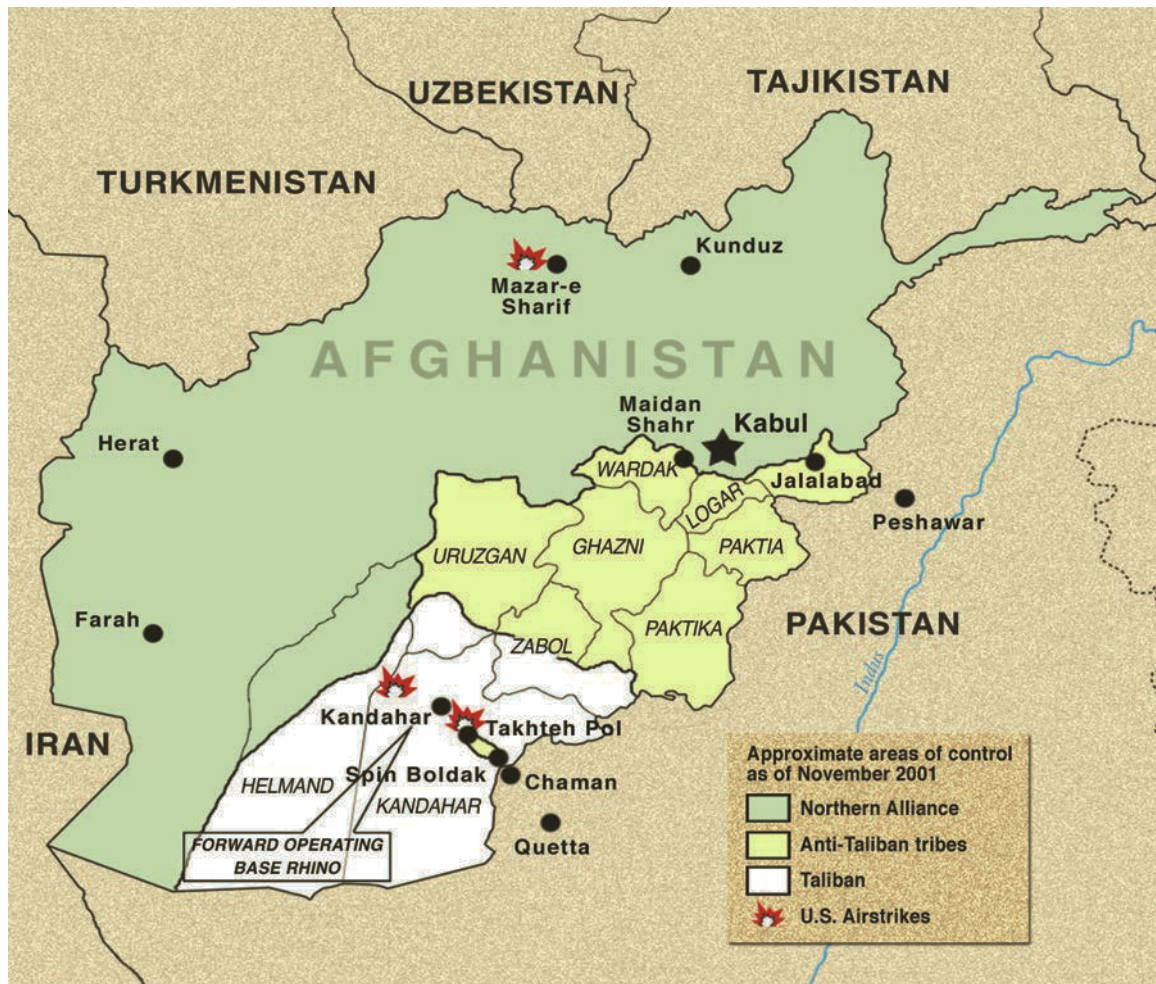 UZBEKISTAN
TAJIKISTAN
TURKMENISTAN
Kunduz
Mazar-e
Sharif
AFGHANISTAN
Maidan
Shahr
Kabul
Herat
WARDAK
Jalalabad
LOGAR
Peshawar
URUZGAN
GHAZNI
PAKTIA
Farah
ZABOL
PAKTIKA
PAKISTAN
Indus
IRAN
Kandahar
Takhteh Pol
Spin Boldak
Chaman
HELMAND
KANDAHAR
Quetta
FORWARD OPERATING
BASE RHINO
Approximate areas of control
as of November 2001
Northern Alliance
Anti-Taliban tribes
Taliban
U.S. Airstrikes